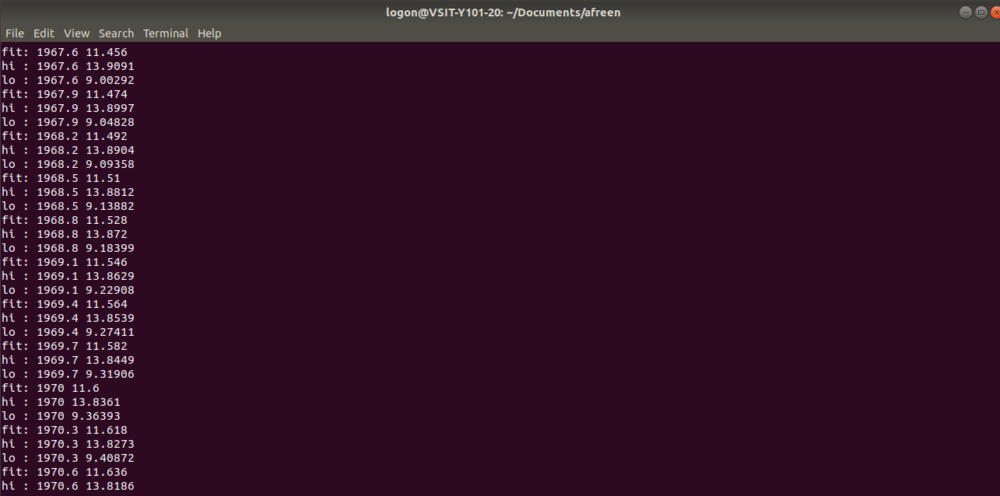 logon@VSIT-Y101-20: ~/Documents/afreen
File Edit View Search Terminal Help
fit: 1967.6 11.456
hi : 1967.6 13.9091
lo : 1967.6 9.00292
fit: 1967.9 11.474
hi : 1967.9 13.8997
lo : 1967.9 9.04828
fit: 1968.2 11.492
hi : 1968.2 13.8904
lo : 1968.2 9.09358
fit: 1968.5 11.51
hi : 1968.5 13.8812
lo : 1968.5 9.13882
fit: 1968.8 11.528
hi : 1968.8 13.872
lo : 1968.8 9.18399
fit: 1969.1 11.546
hi : 1969.1 13.8629
lo : 1969.1 9.22908
fit: 1969.4 11.564
hi : 1969.4 13.8539
lo : 1969.4 9.27411
fit: 1969.7 11.582
hi : 1969.7 13.8449
lo : 1969.7 9.31906
fit: 1970 11.6
hi : 1970 13.8361
lo : 1970 9.36393
fit: 1970.3 11.618
hi : 1970.3 13.8273
lo : 1970.3 9.40872
fit: 1970.6 11.636
hi : 1970.6 13.8186